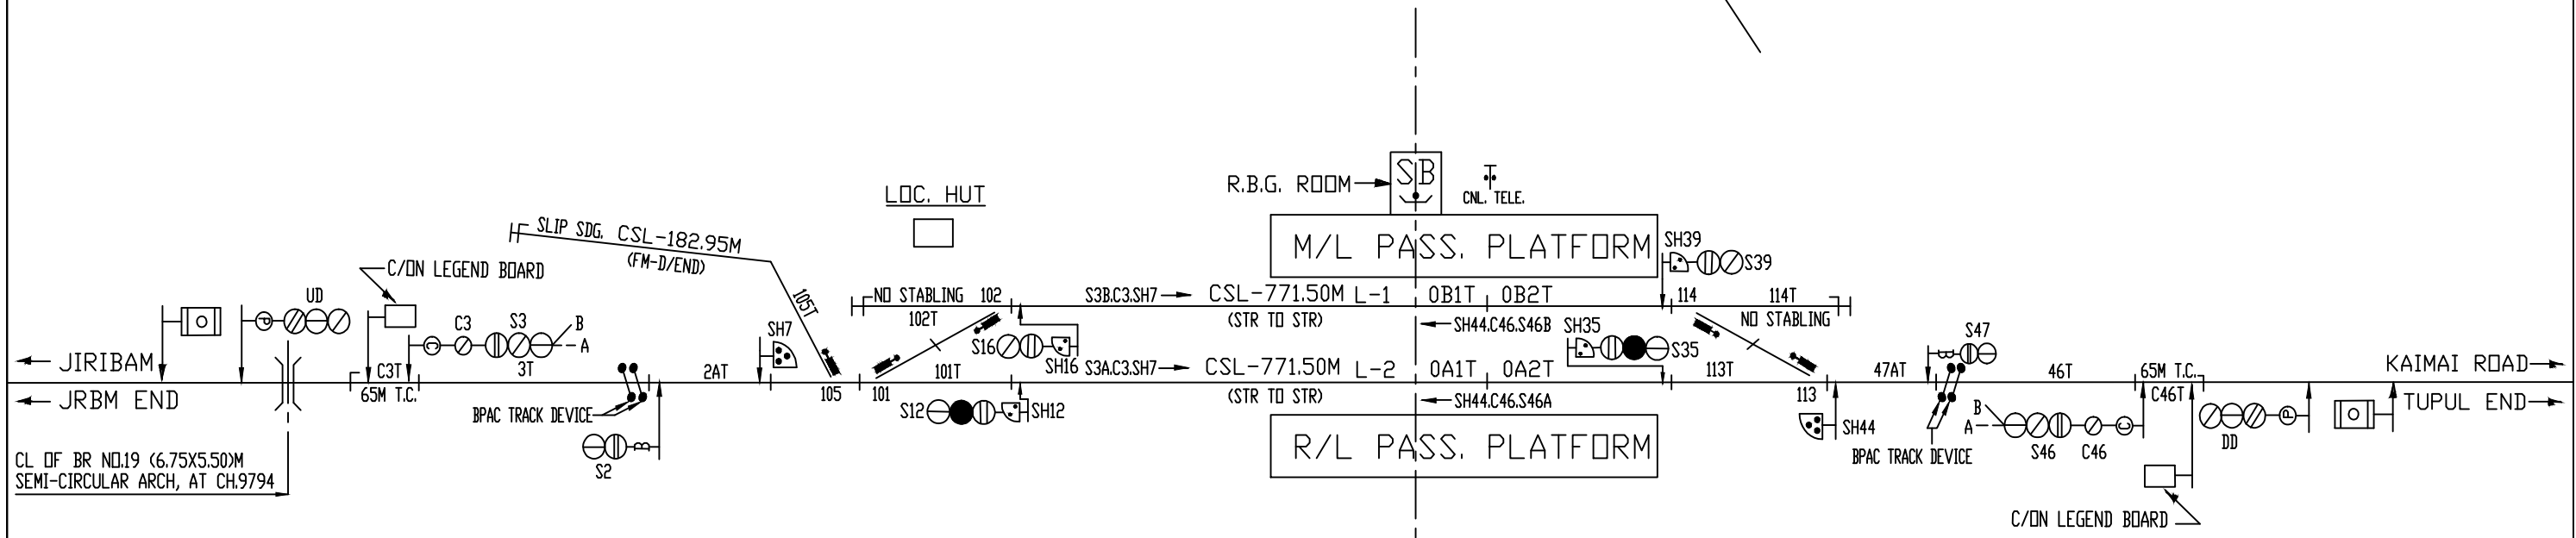 LOC. HUT
R.B.G. ROOM
SB
CNL. TELE.
SLIP SDG. CSL-182.95M
(FM-D/END)
C/ON LEGEND BOARD
UD
P
C3
S3
B
A
C
105T
SH7
NO STABLING
102
102T
S3B.C3.SH7
CSL-771.50M L-1
0B1T
0B2T
(STR TO STR)
SH44.C46.S46B
M/L PASS. PLATFORM
SH39
S39
114
114T
NO STABLING
SH35
S35
S16
SH16
JIRIBAM
JRBM END
C3T
65M T.C.
3T
2AT
105
101
101T
S3A.C3.SH7
CSL-771.50M L-2
0A1T
0A2T
(STR TO STR)
SH44.C46.S46A
113T
113
47AT
S47
B
46T
65M T.C.
C46T
KAIMAI ROAD
TUPUL END
BPAC TRACK DEVICE
S2
B
S12
SH12
R/L PASS. PLATFORM
SH44
BPAC TRACK DEVICE
B
A
S46
C46
C
DD
P
C/ON LEGEND BOARD
CL OF BR NO.19 (6.75X5.50)M
SEMI-CIRCULAR ARCH, AT CH.9794